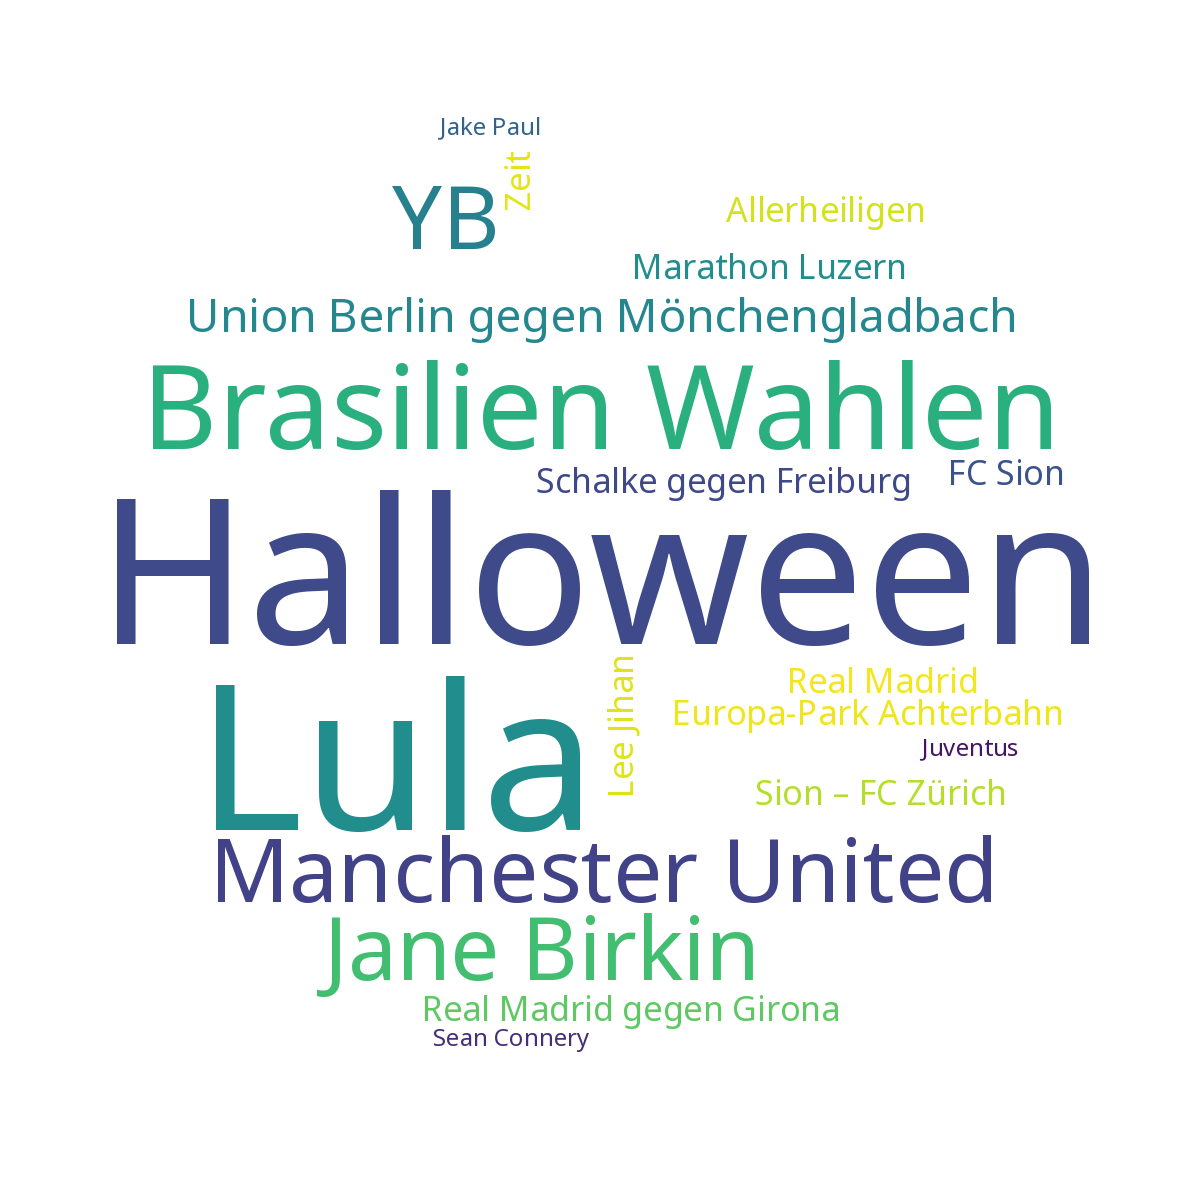 Jake Paul
Zeit
YB
Allerheiligen
Marathon Luzern
Union Berlin gegen Mönchengladbach
Brasilien Wahlen
Schalke gegen Freiburg
FC Sion
Halloween
Lula
Lee Jihan
Real Madrid
Europa-Park Achterbahn
Juventus
Sion – FC Zürich
Manchester United
Jane Birkin
Real Madrid gegen Girona
Sean Connery